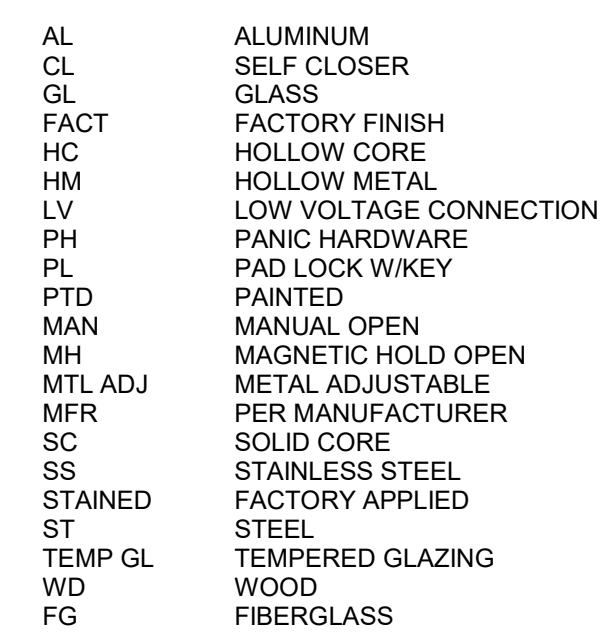 AL ALUMINUM
CL SELF CLOSER
GL GLASS
FACT FACTORY FINISH
HC HOLLOW CORE
HM HOLLOW METAL
LV LOW VOLTAGE CONNECTION
PH PANIC HARDWARE
PL PAD LOCK W/KEY
PTD PAINTED
MAN MANUAL OPEN
MH MAGNETIC HOLD OPEN
MTL ADJ METAL ADJUSTABLE
MFR PER MANUFACTURER
SC SOLID CORE
SS STAINLESS STEEL
STAINED FACTORY APPLIED
ST STEEL
TEMP GL TEMPERED GLAZING
WD WOOD
FG FIBERGLASS